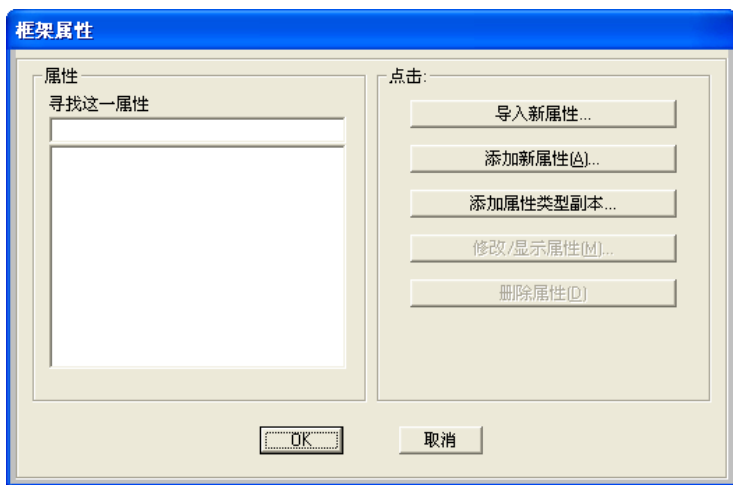 框架属性
属性
寻找这一属性
点击:
导入新属性...
添加新属性(A)...
添加属性类型副本...
修改/显示属性(M)...
删除属性(D)
OK
取消